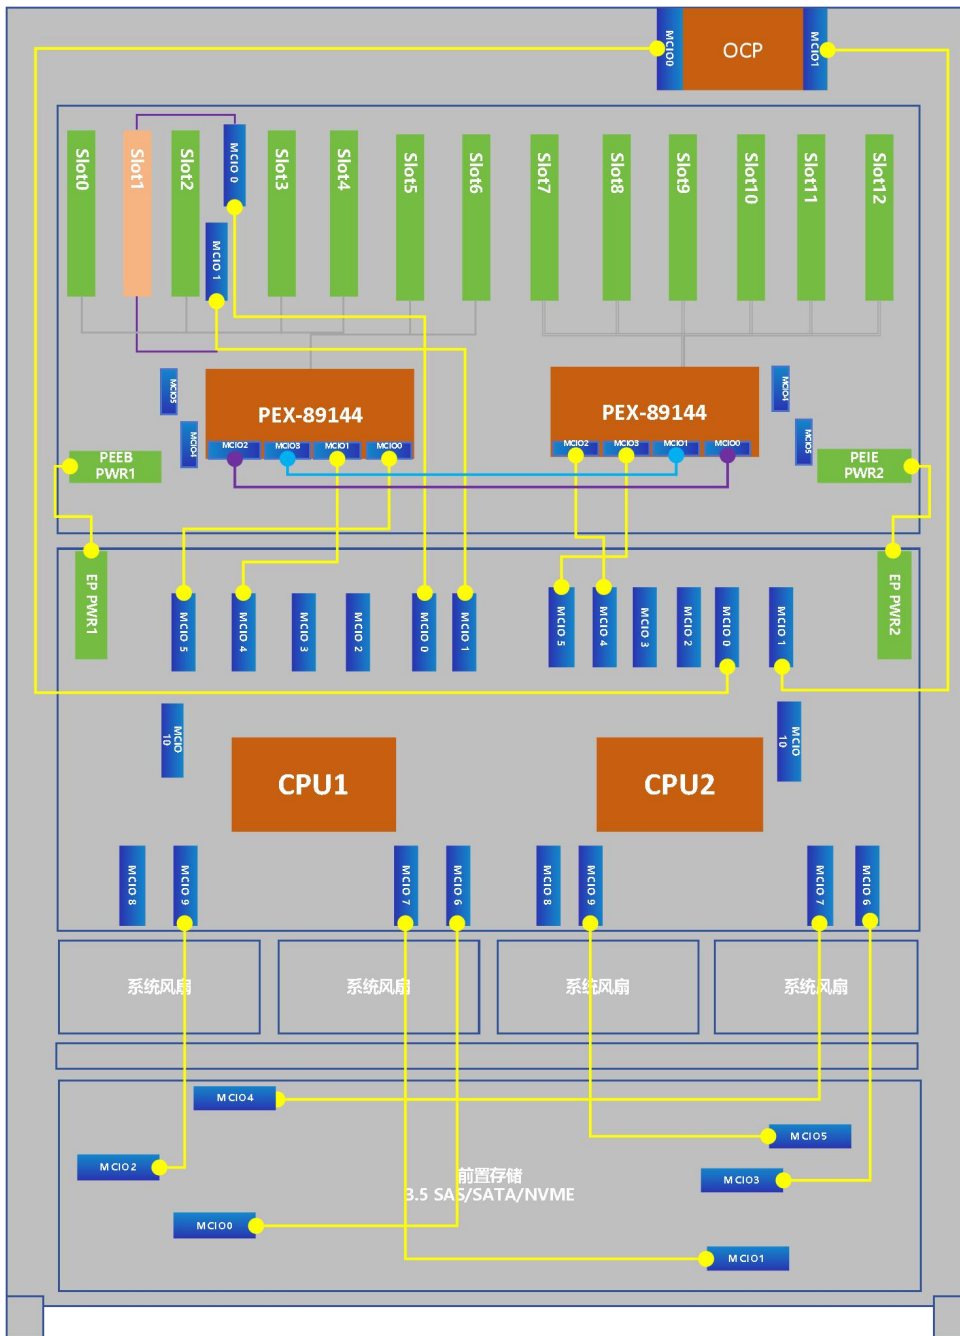 MCIO0
OCP
MCIO1
Slot0
Slot1
Slot2
MCIO 0
MCIO 1
Slot3
Slot4
Slot5
Slot6
Slot7
Slot8
Slot9
Slot10
Slot11
Slot12
MCIO5
MCIO4
PEX-89144
MCIO2
MCIO3
MCIO1
MCIO0
PEX-89144
MCIO2
MCIO3
MCIO1
MCIO0
MCIO4
MCIO5
PEEB
PWR1
PEIE
PWR2
EP PWR1
MCIO 5
MCIO 4
MCIO 3
MCIO 2
MCIO 0
MCIO 1
MCIO 5
MCIO 4
MCIO 3
MCIO 2
MCIO 0
MCIO 1
EP PWR2
MCIO
10
CPU1
CPU2
MCIO
10
MCIO 8
MCIO 9
MCIO 7
MCIO 6
MCIO 8
MCIO 9
MCIO 7
MCIO 6
系统风扇
系统风扇
系统风扇
系统风扇
MCIO4
MCIO5
MCIO2
前置存储
3.5 SAS/SATA/NVME
MCIO3
MCIO0
MCIO1